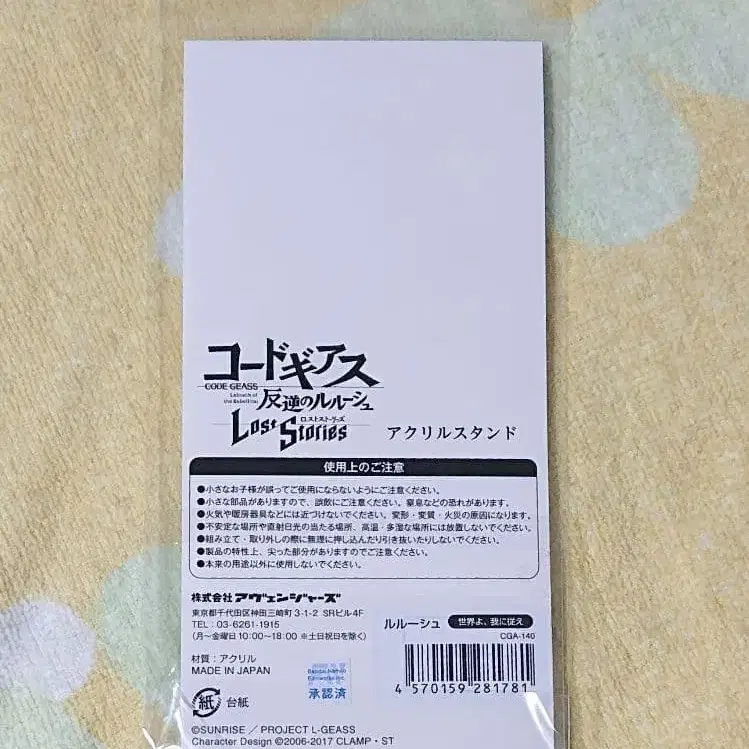 コードギアス
CODE GEASS
Lelouch of
the Rebellion
反逆のルルーシュ
ロストストーリーズ
Lost Stories
アクリルスタンド
使用上のご注意
●小さなお子様が誤ってご使用にならないようにご注意ください。
●小さな部品がありますので、誤飲にご注意ください。窒息などの恐れがあります。
●火気や暖房器具などには近づけないでください。変形・変質・火災の原因になります。
●不安定な場所や直射日光の当たる場所、高温・多湿な場所には放置しないでください。
●組み立て・取り外しの際に無理に押し込んだり引き抜いたりしないでください。
●製品の特性上、尖った部分がありますのでご注意ください。
●本来の用途以外に使用しないでください。
株式会社アヴェンジャーズ
東京都千代田区神田三崎町3-1-2 SRビル4F
TEL：03-6261-1915
(月〜金曜日10:00〜18:00 ※土日祝日を除く)
ルルーシュ 世界よ、我に従え
CGA-140
材質：アクリル
MADE IN JAPAN
Bandai Namco
Filmworks Inc.
承認済
4 570159 281781
紙 台紙
©SUNRISE／PROJECT L-GEASS
Character Design ©2006-2017 CLAMP・ST